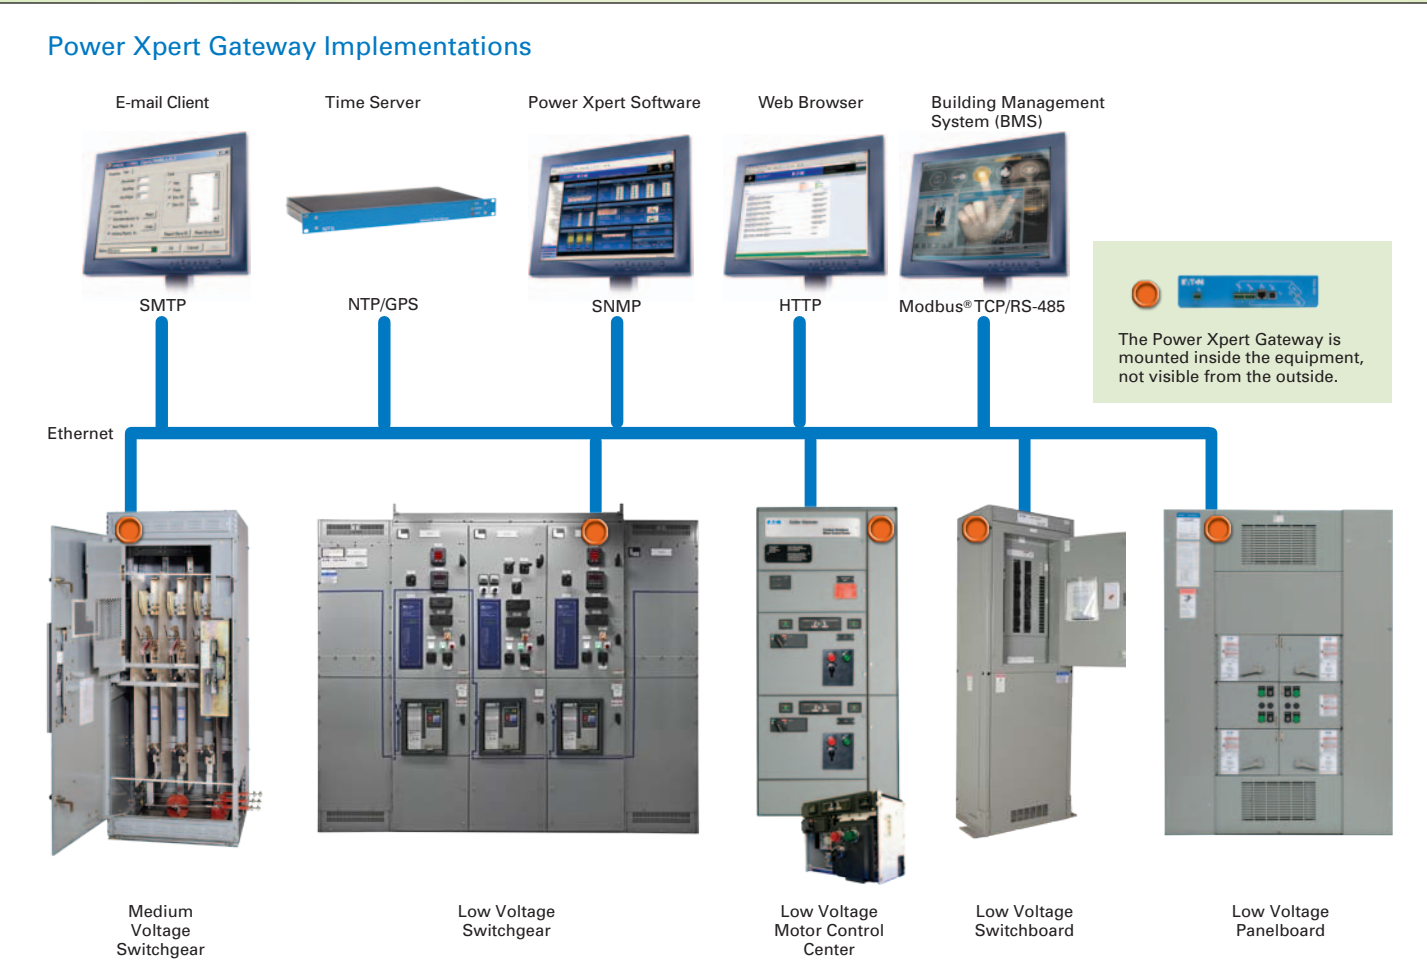 Power Xpert Gateway Implementations
E-mail Client
Time Server
Power Xpert Software
Web Browser
Building Management
System (BMS)
SMTP
NTP/GPS
SNMP
HTTP
Modbus® TCP/RS-485
E·T·N
The Power Xpert Gateway is
mounted inside the equipment,
not visible from the outside.
Ethernet
Medium
Voltage
Switchgear
Low Voltage
Switchgear
Low Voltage
Motor Control
Center
Low Voltage
Switchboard
Low Voltage
Panelboard